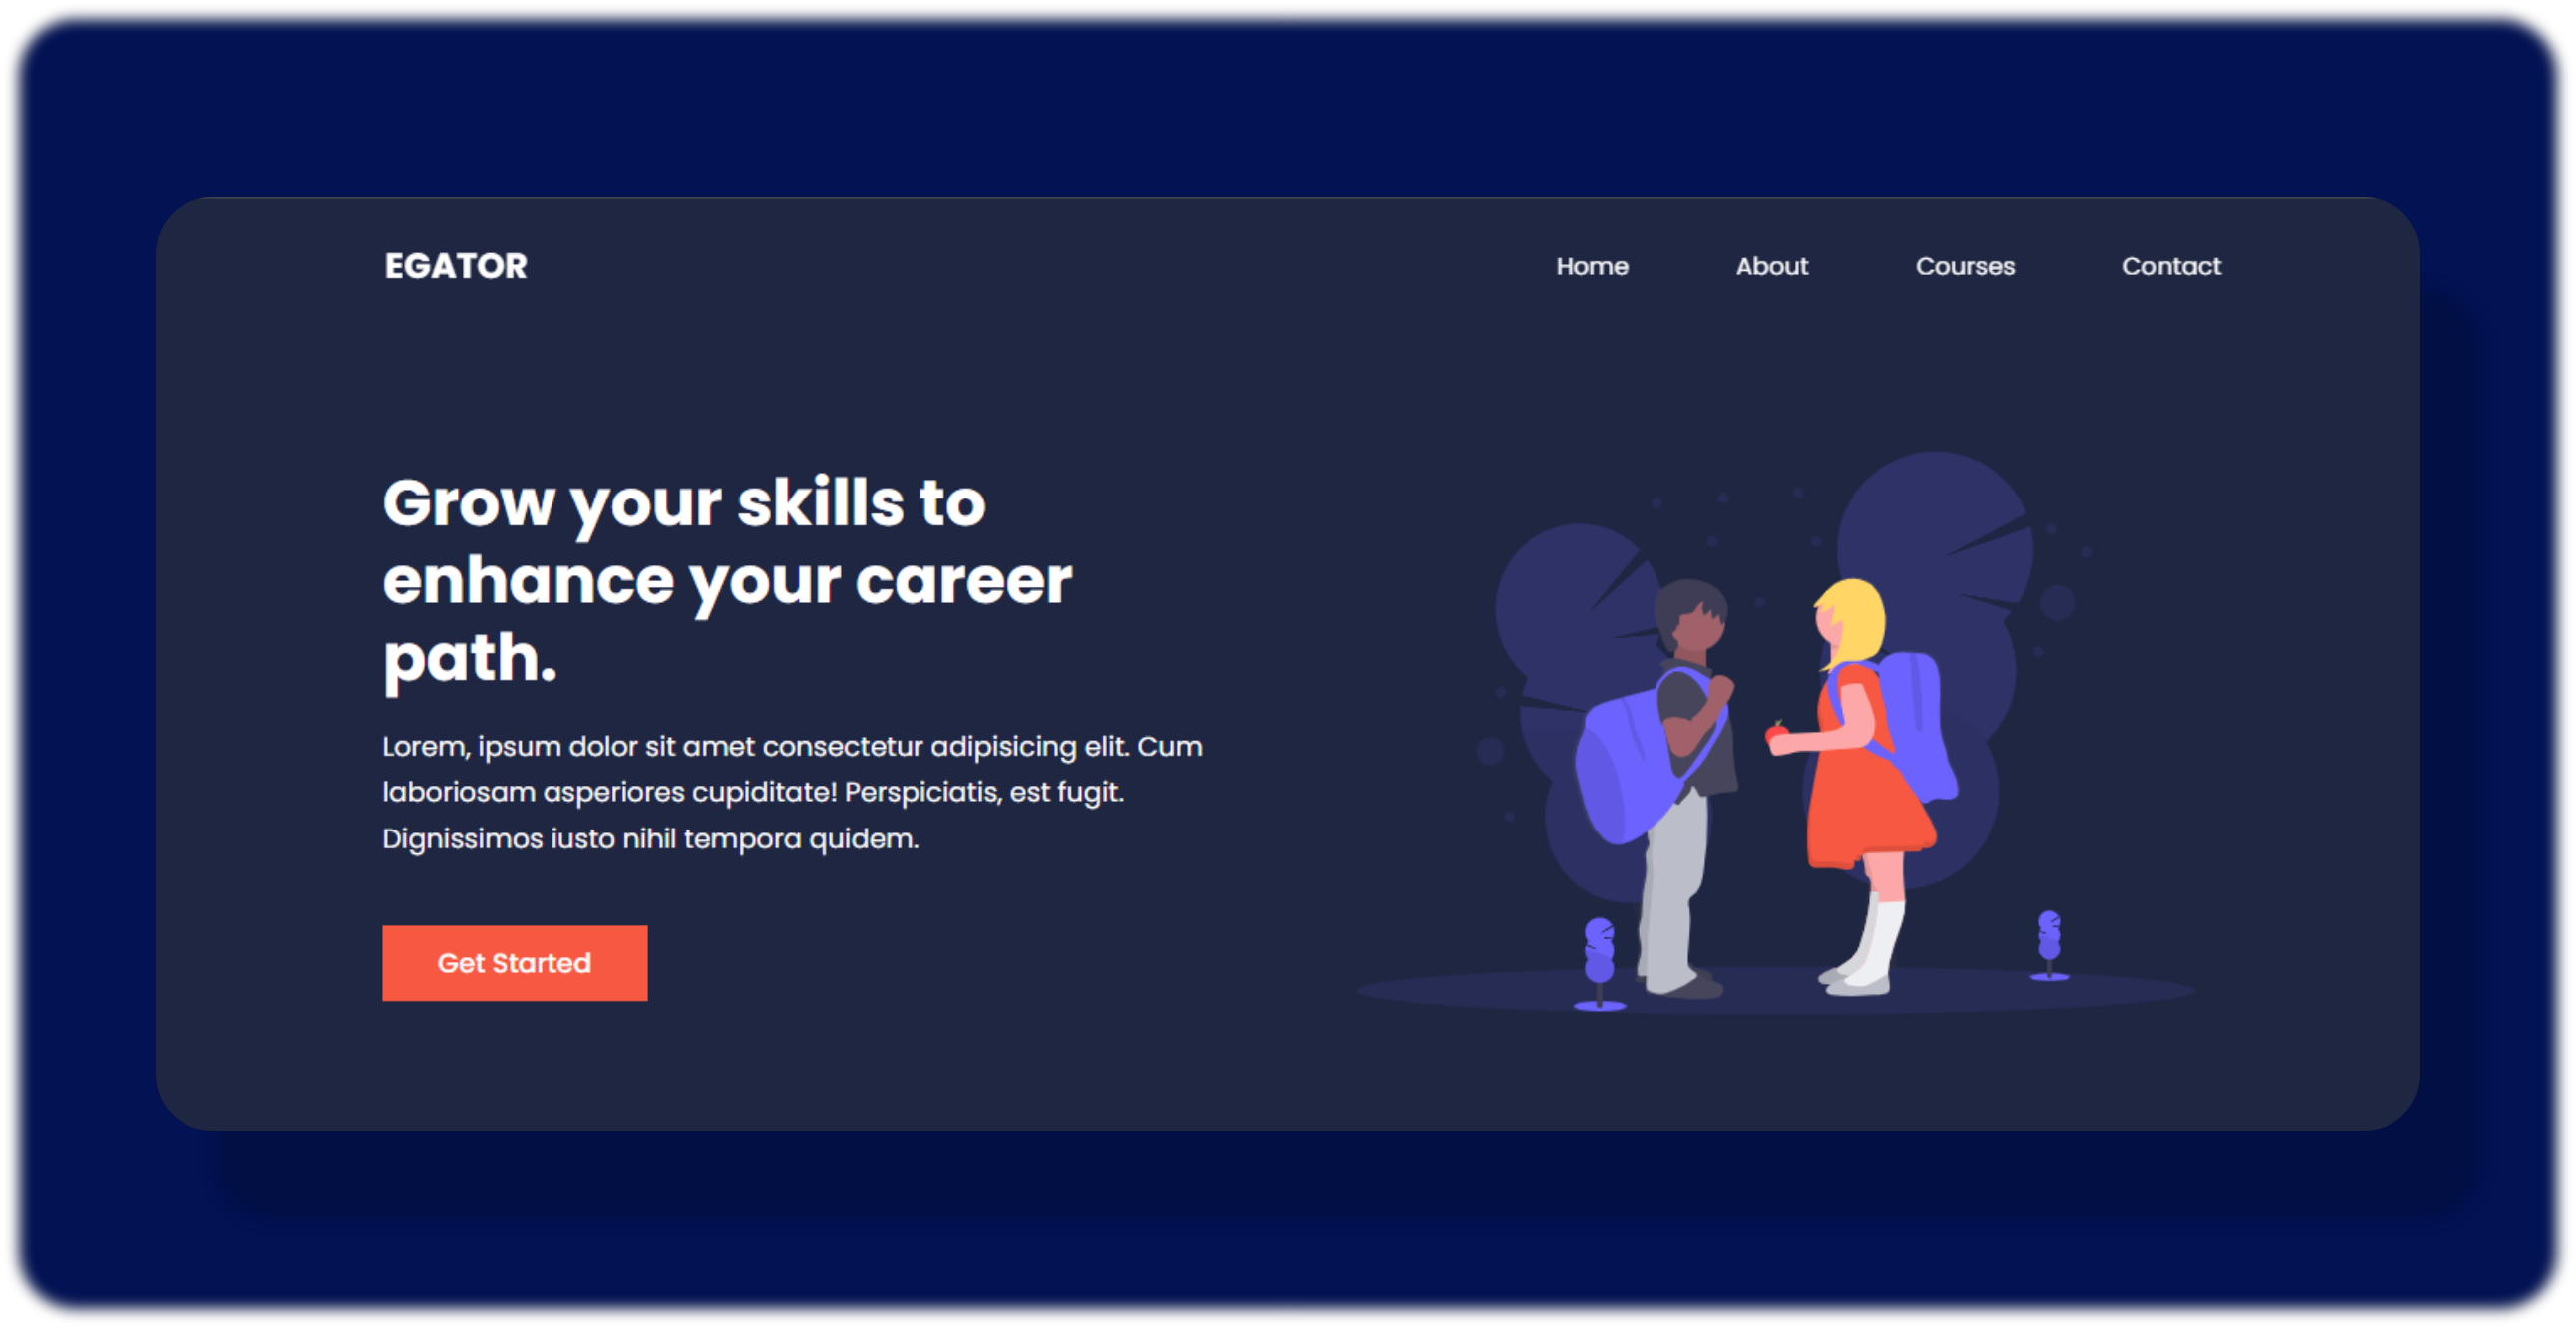 EGATOR
Home About Courses Contact
Grow your skills to
enhance your career
path.
Lorem, ipsum dolor sit amet consectetur adipisicing elit. Cum
laboriosam asperiores cupiditate! Perspiciatis, est fugit.
Dignissimos iusto nihil tempora quidem.
Get Started